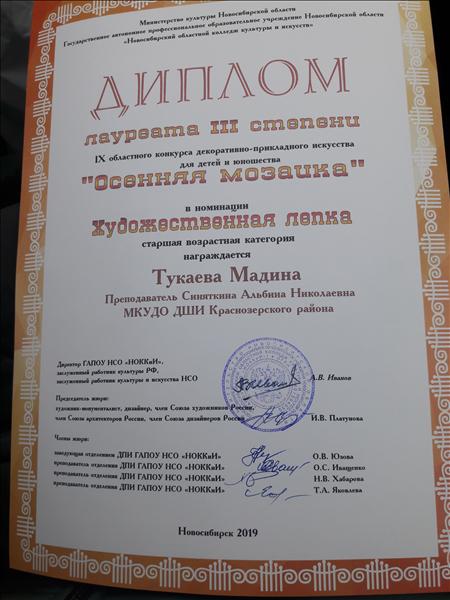 Министерство культуры Новосибирской области
Государственное автономное профессиональное образовательное учреждение Новосибирской области
«Новосибирский областной колледж культуры и искусств»
ДИПЛОМ
лауреата III степени
IX областного конкурса декоративно-прикладного искусства
для детей и юношества
"Осенняя мозаика"
в номинации
Художественная лепка
старшая возрастная категория
награждается
Тукаева Мадина
Преподаватель Синяткина Альбина Николаевна
МКУДО ДШИ Краснозерского района
Директор ГАПОУ НСО «НОККиИ»,
заслуженный работник культуры РФ,
заслуженный работник культуры и искусства НСО А.В. Иванов
Председатель жюри:
художник-монументалист, дизайнер, член Союза художников России,
член Союза архитекторов России, член Союза дизайнеров России И.В. Платунова
Члены жюри:
заведующая отделением ДПИ ГАПОУ НСО «НОККиИ» О.В. Юзова
преподаватель отделения ДПИ ГАПОУ НСО «НОККиИ» О.С. Иващенко
преподаватель отделения ДПИ ГАПОУ НСО «НОККиИ» Н.В. Хабарова
преподаватель отделения ДПИ ГАПОУ НСО «НОККиИ» Т.А. Яковлева
Новосибирск 2019